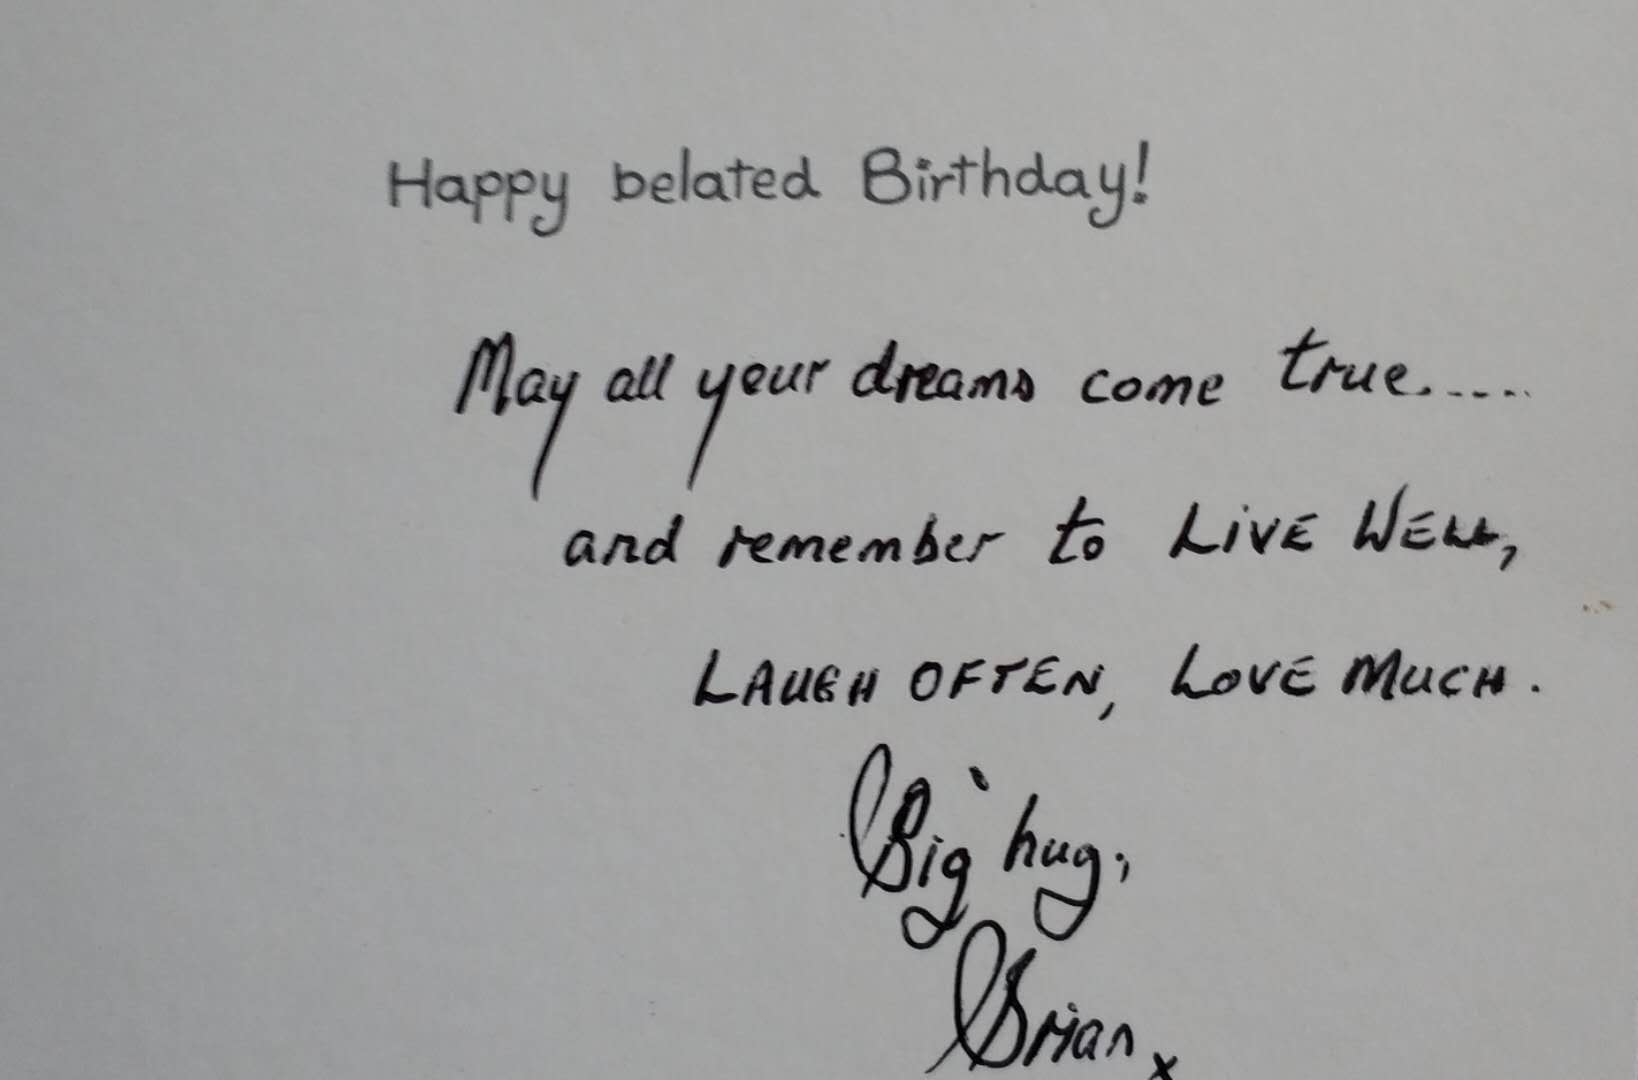 Happy belated Birthday!
May all your dreams come true......
and remember to LiVE WELL,
LAUGH OFTEN, LOVE MUCH.
Big hug,
Brian x